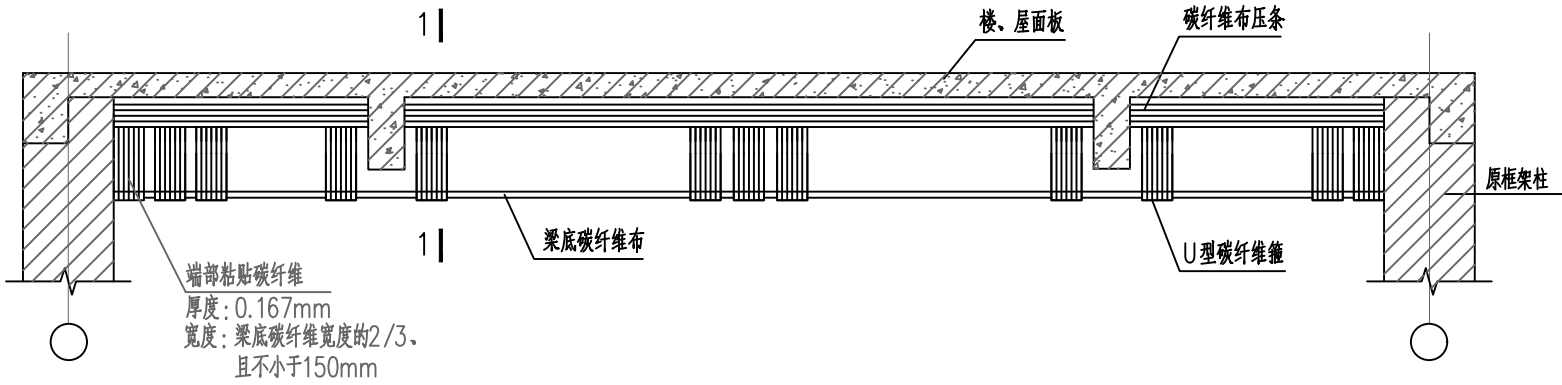 1
楼、屋面板
碳纤维布压条
原框架柱
1
梁底碳纤维布
U型碳纤维箍
端部粘贴碳纤维
厚度：0.167mm
宽度：梁底碳纤维宽度的2/3、
且不小于150mm